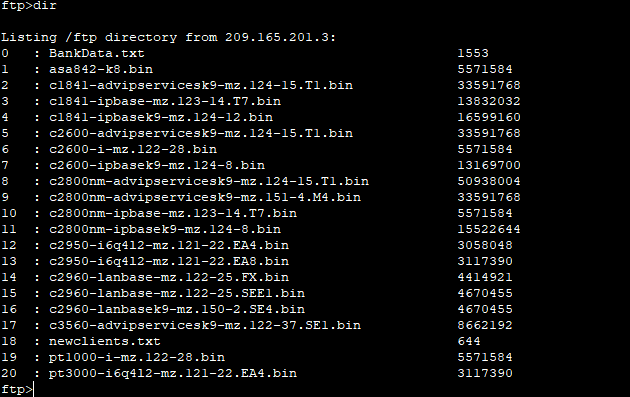 ftp>dir
Listing /ftp directory from 209.165.201.3:
0 : BankData.txt 1553
1 : asa842-k8.bin 5571584
2 : c1841-advipservicesk9-mz.124-15.T1.bin 33591768
3 : c1841-ipbase-mz.123-14.T7.bin 13832032
4 : c1841-ipbasek9-mz.124-12.bin 16599160
5 : c2600-advipservicesk9-mz.124-15.T1.bin 33591768
6 : c2600-i-mz.122-28.bin 5571584
7 : c2600-ipbasek9-mz.124-8.bin 13169700
8 : c2800nm-advipservicesk9-mz.124-15.T1.bin 50938004
9 : c2800nm-advipservicesk9-mz.151-4.M4.bin 33591768
10 : c2800nm-ipbase-mz.123-14.T7.bin 5571584
11 : c2800nm-ipbasek9-mz.124-8.bin 15522644
12 : c2950-i6q4l2-mz.121-22.EA4.bin 3058048
13 : c2950-i6q4l2-mz.121-22.EA8.bin 3117390
14 : c2960-lanbase-mz.122-25.FX.bin 4414921
15 : c2960-lanbase-mz.122-25.SEE1.bin 4670455
16 : c2960-lanbasek9-mz.150-2.SE4.bin 4670455
17 : c3560-advipservicesk9-mz.122-37.SE1.bin 8662192
18 : newclients.txt 644
19 : pt1000-i-mz.122-28.bin 5571584
20 : pt3000-i6q4l2-mz.121-22.EA4.bin 3117390
ftp>